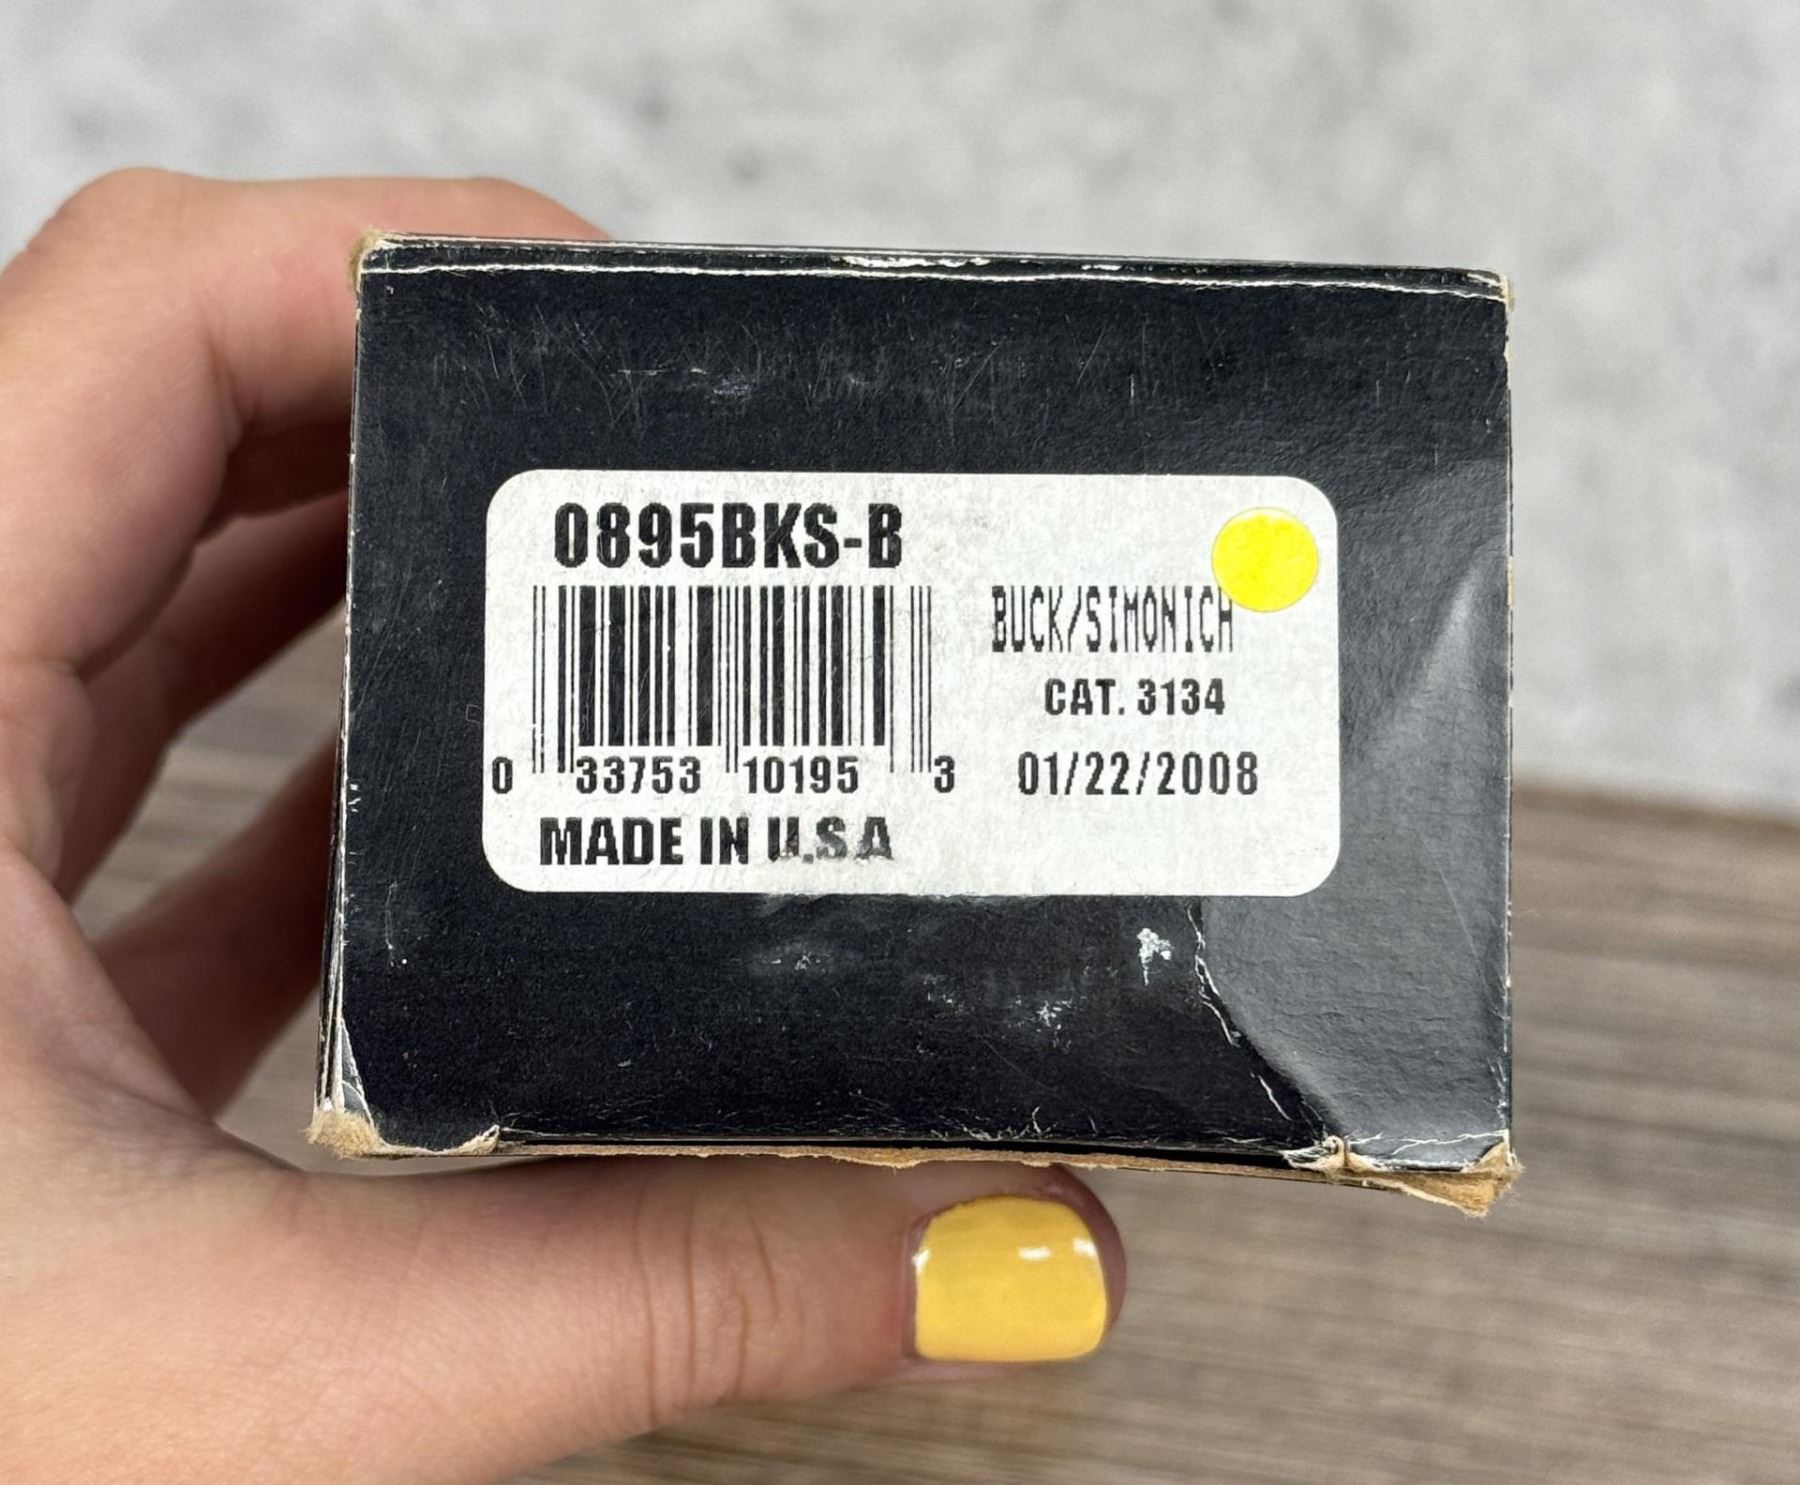 0895BKS-B
BUCK/SIMONICH
CAT. 3134
0 33753 10195 3
01/22/2008
MADE IN U.S.A